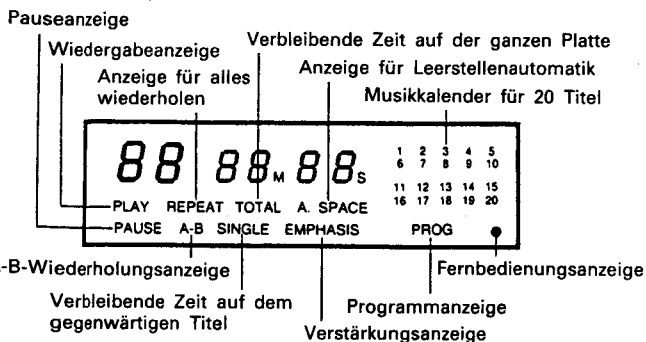 Pauseanzeige
Wiedergabeanzeige
Verbleibende Zeit auf der ganzen Platte
Anzeige für alles
wiederholen
Anzeige für Leerstellenautomatik
Musikkalender für 20 Titel
88 88M 88S
1 2 3 4 5
6 7 8 9 10
11 12 13 14 15
16 17 18 19 20
PLAY REPEAT TOTAL A. SPACE
PAUSE A-B SINGLE EMPHASIS PROG
-B-Wiederholungsanzeige
Fernbedienungsanzeige
Verbleibende Zeit auf dem
gegenwärtigen Titel
Programmanzeige
Verstärkungsanzeige